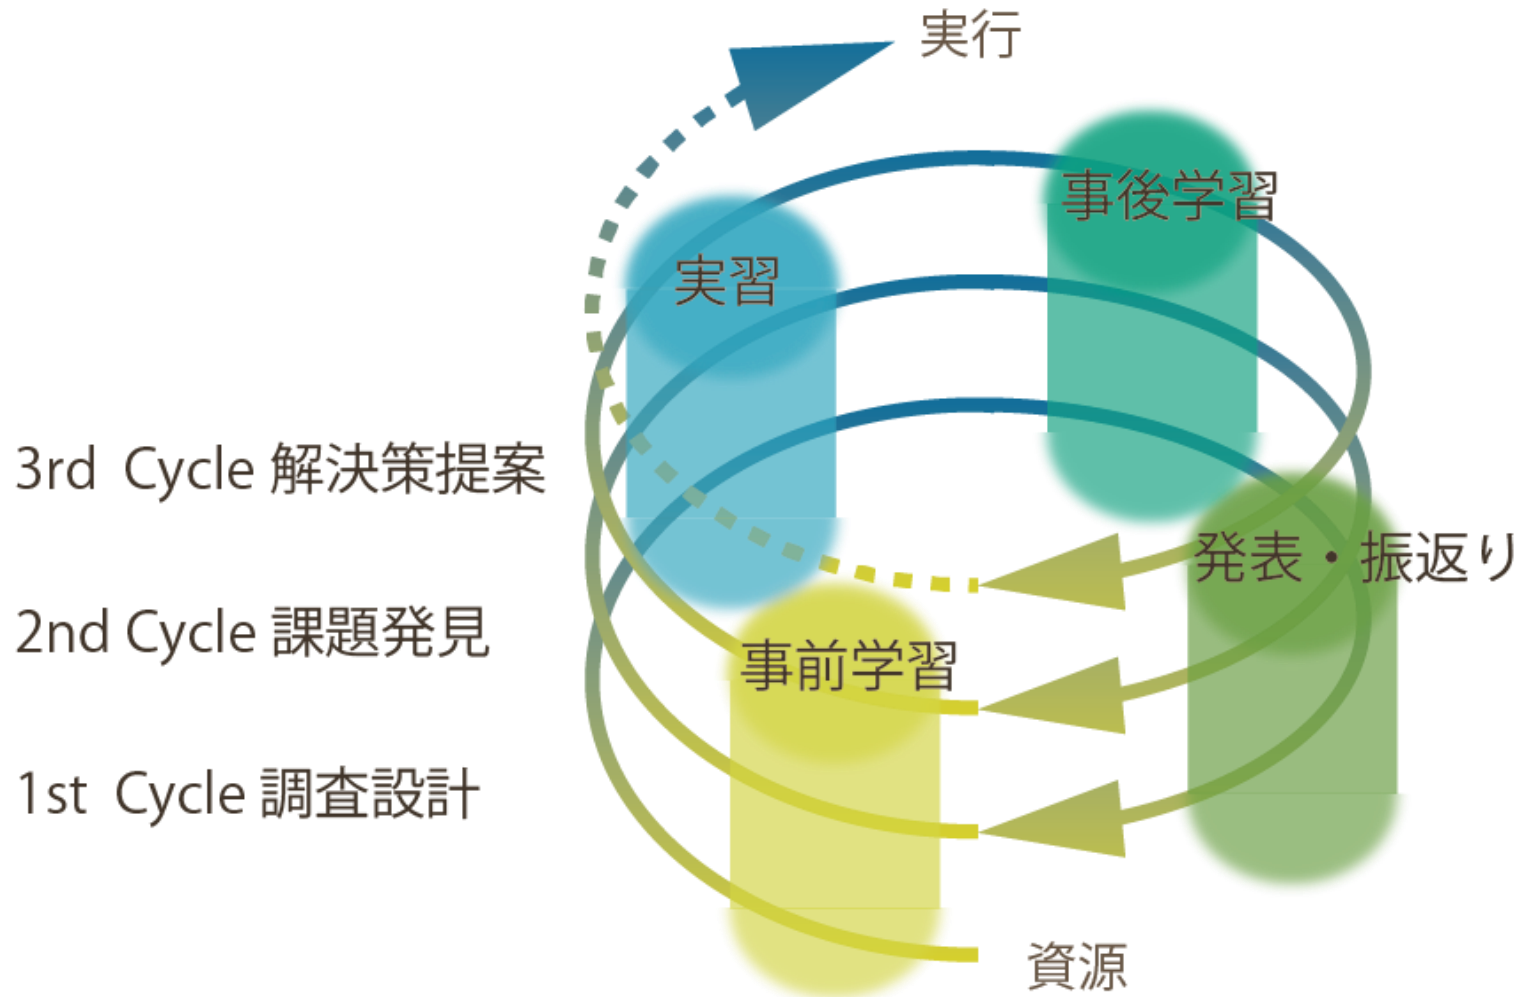 実行
事後学習
実習
3rd Cycle 解決策提案
発表・振返り
2nd Cycle 課題発見
事前学習
1st Cycle 調査設計
資源